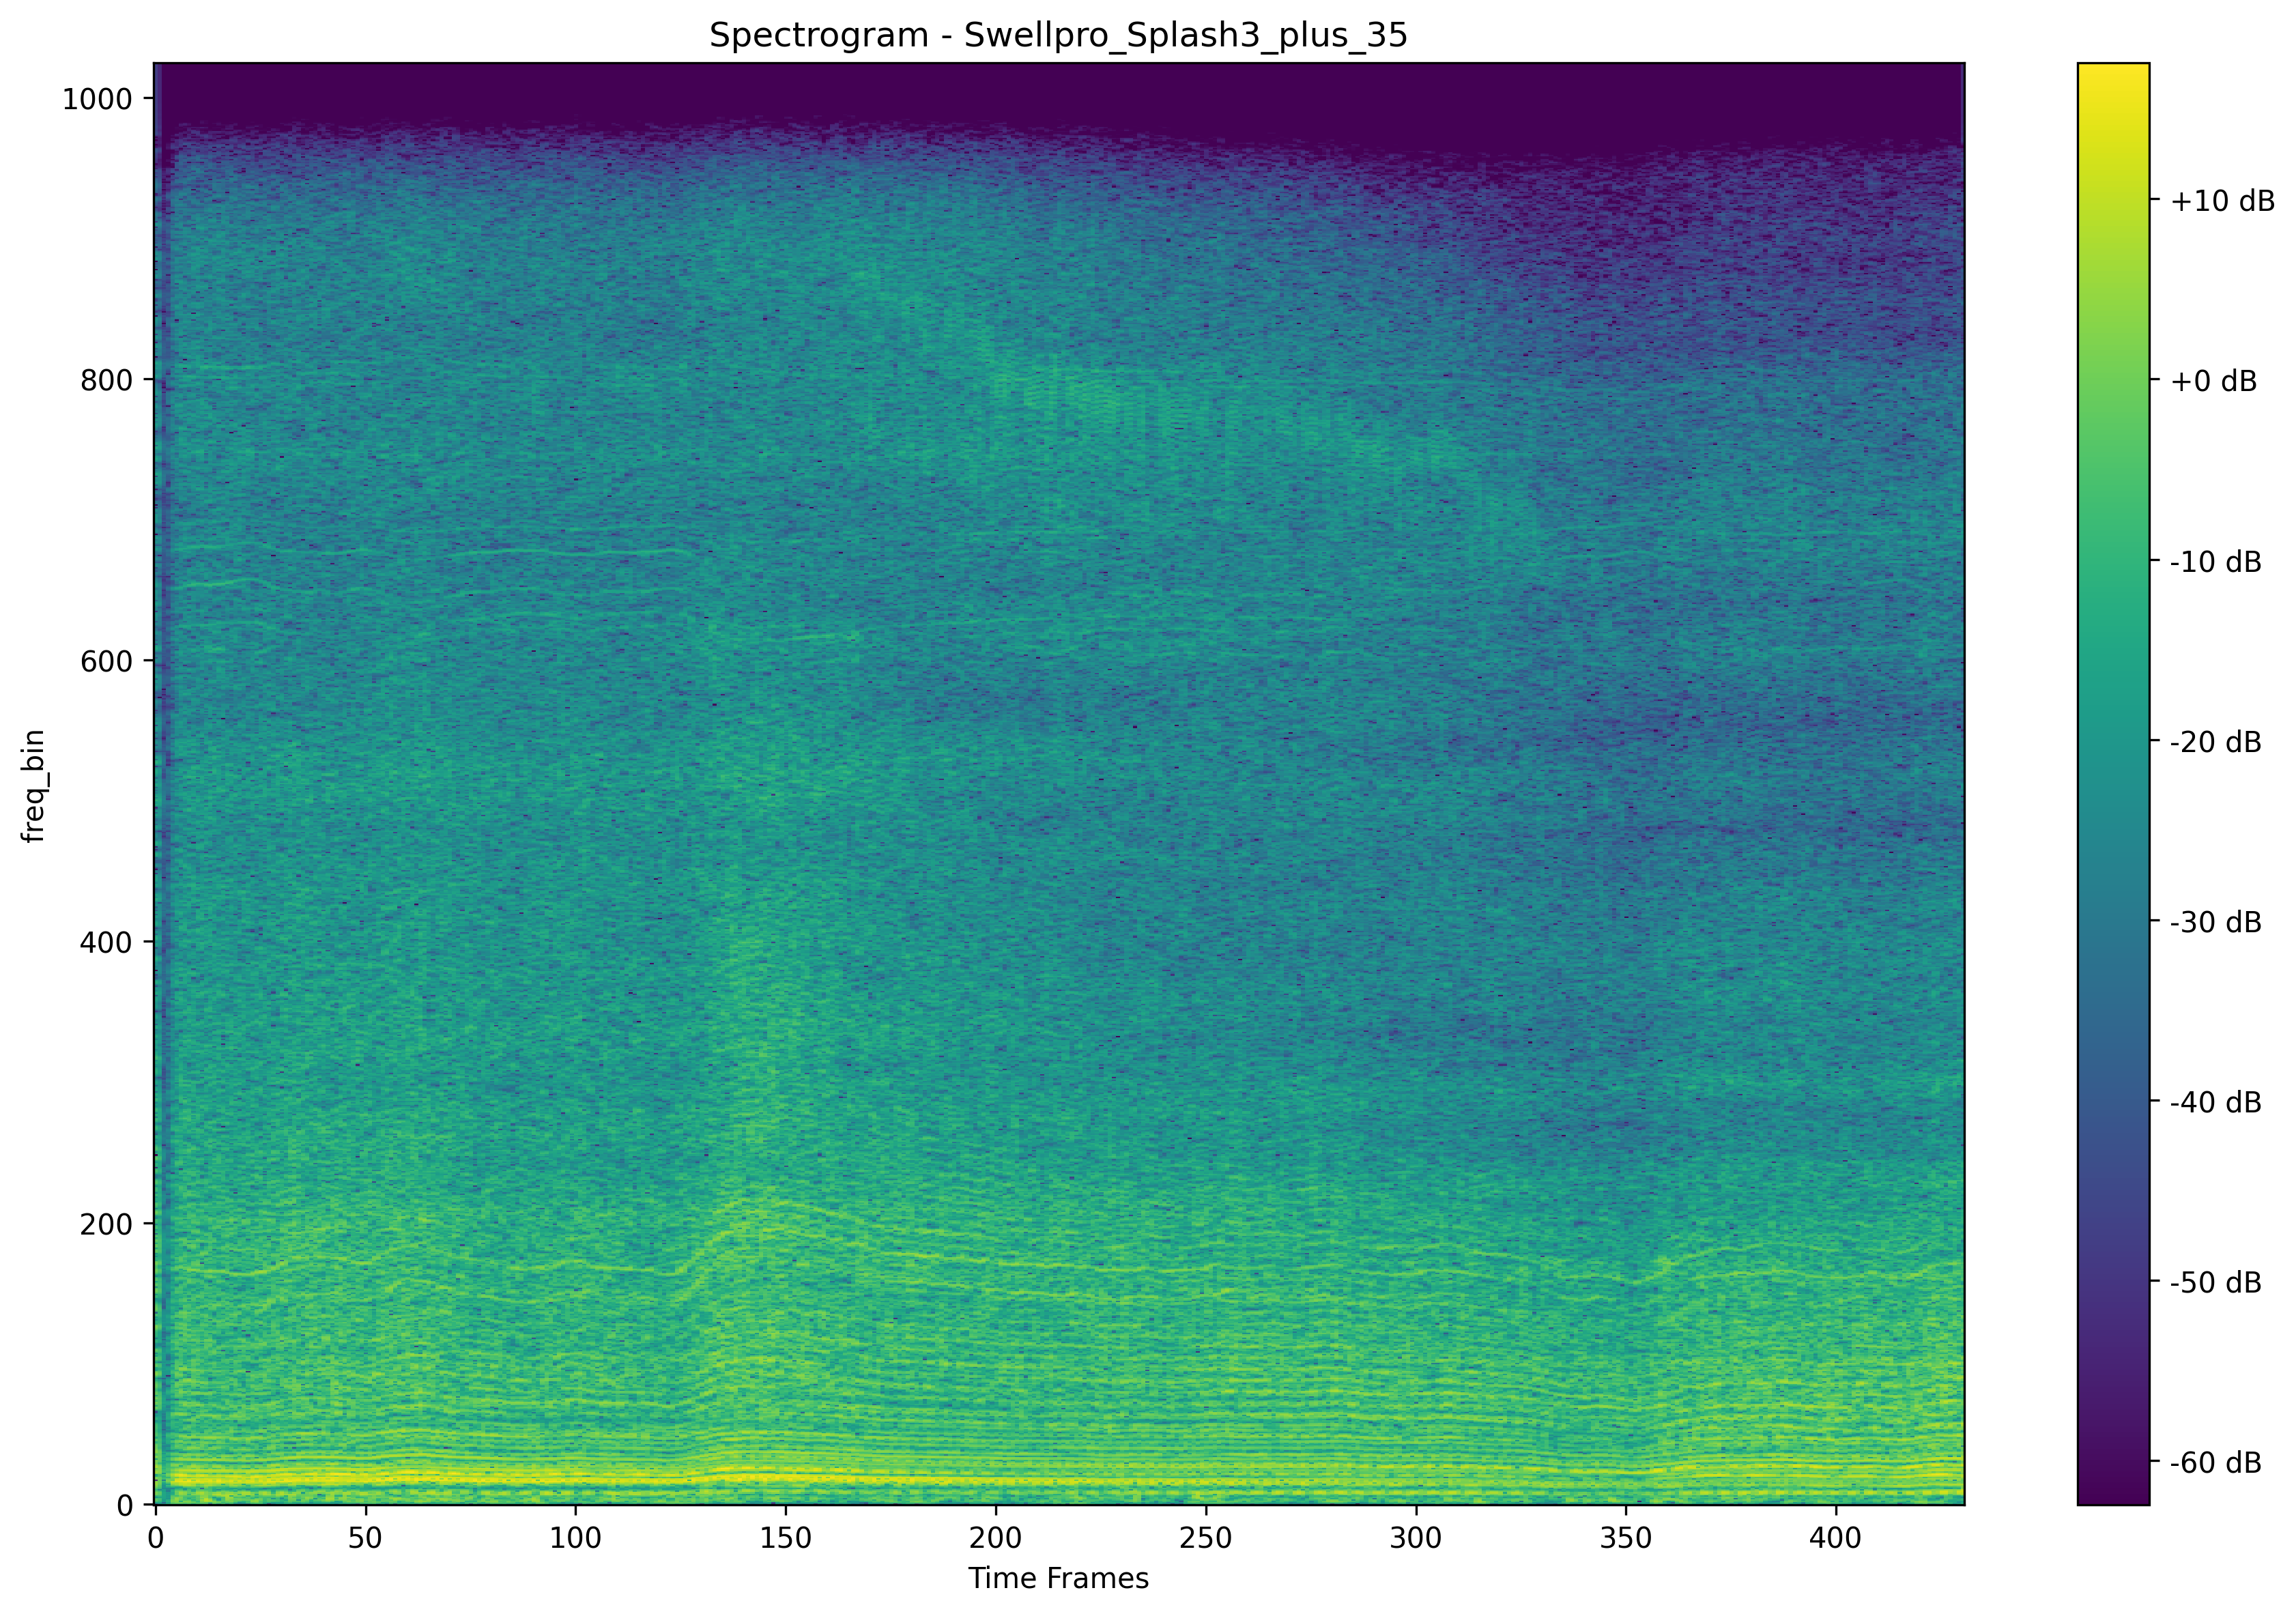 Spectrogram - Swellpro_Splash3_plus_35
1000
800
600
400
200
0
freq_bin
0 50 100 150 200 250 300 350 400
Time Frames
+10 dB
+0 dB
-10 dB
-20 dB
-30 dB
-40 dB
-50 dB
-60 dB